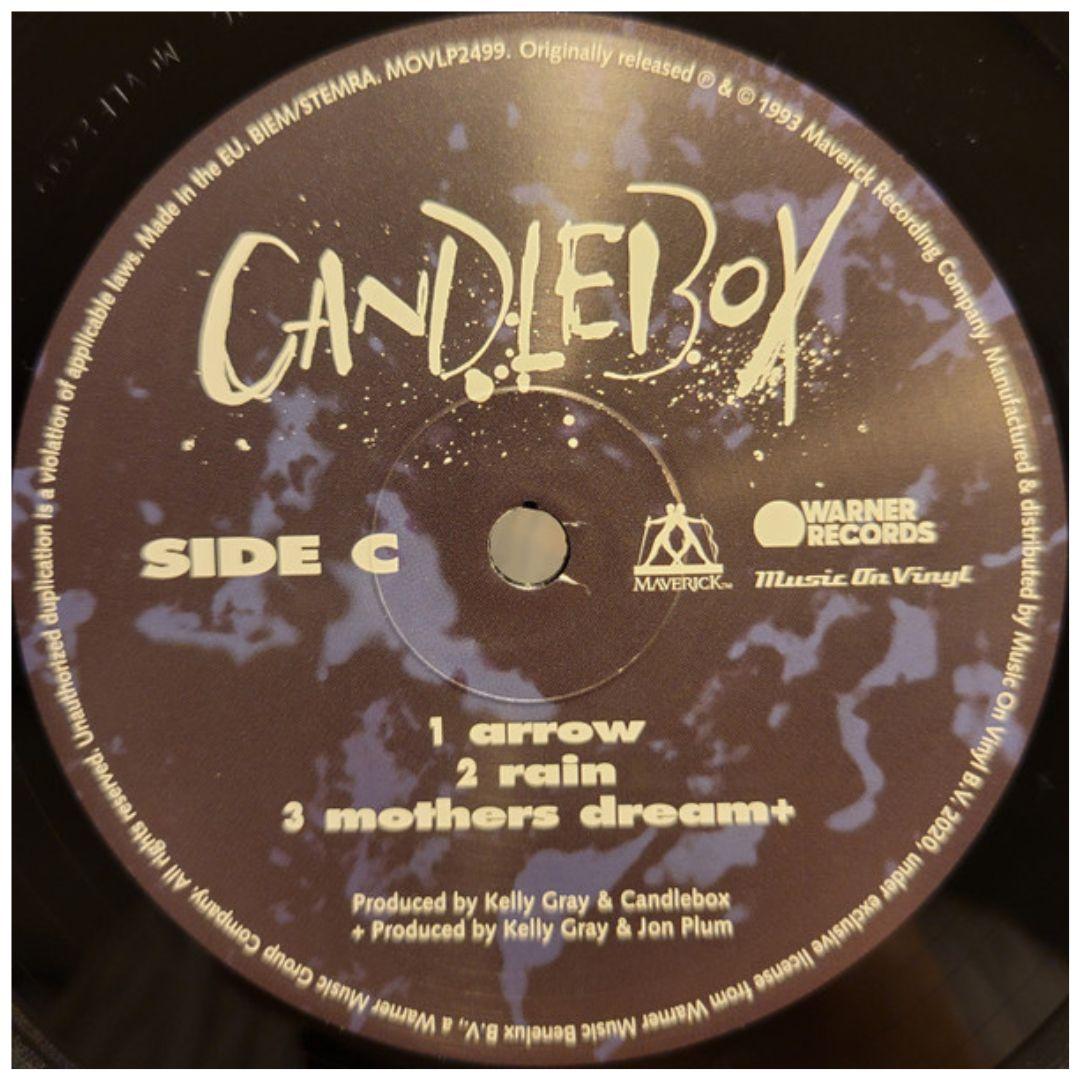 CANDLEBOX
SIDE C
MAVERICK™
WARNER
RECORDS
Music On Vinyl
1 arrow
2 rain
3 mothers dream+
Produced by Kelly Gray & Candlebox
+ Produced by Kelly Gray & Jon Plum
Originally released ℗ & © 1993 Maverick Recording Company. Manufactured & distributed by Music On Vinyl B.V. 2020, under exclusive license from Warner Music Benelux B.V., a Warner Music Group Company. All rights reserved. Unauthorized duplication is a violation of applicable laws. Made in the EU. BIEM/STEMRA. MOVLP2499.